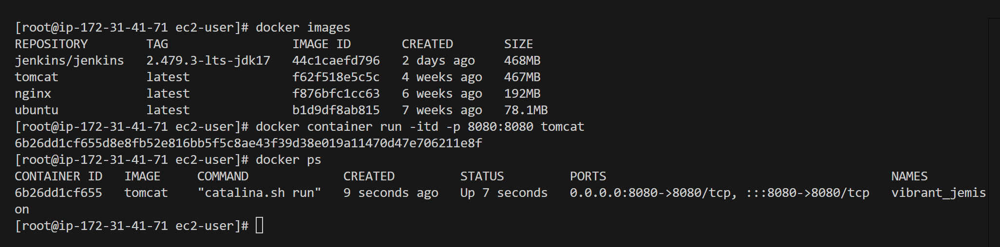 [root@ip-172-31-41-71 ec2-user]# docker images
REPOSITORY        TAG                 IMAGE ID       CREATED       SIZE
jenkins/jenkins   2.479.3-lts-jdk17   44c1caefd796   2 days ago    468MB
tomcat            latest              f62f518e5c5c   4 weeks ago   467MB
nginx             latest              f876bfc1cc63   6 weeks ago   192MB
ubuntu            latest              b1d9df8ab815   7 weeks ago   78.1MB
[root@ip-172-31-41-71 ec2-user]# docker container run -itd -p 8080:8080 tomcat
6b26dd1cf655d8e8fb52e816bb5f5c8ae43f39d38e019a11470d47e706211e8f
[root@ip-172-31-41-71 ec2-user]# docker ps
CONTAINER ID   IMAGE     COMMAND             CREATED         STATUS         PORTS                                       NAMES
6b26dd1cf655   tomcat    "catalina.sh run"   9 seconds ago   Up 7 seconds   0.0.0.0:8080->8080/tcp, :::8080->8080/tcp   vibrant_jemis
on
[root@ip-172-31-41-71 ec2-user]#